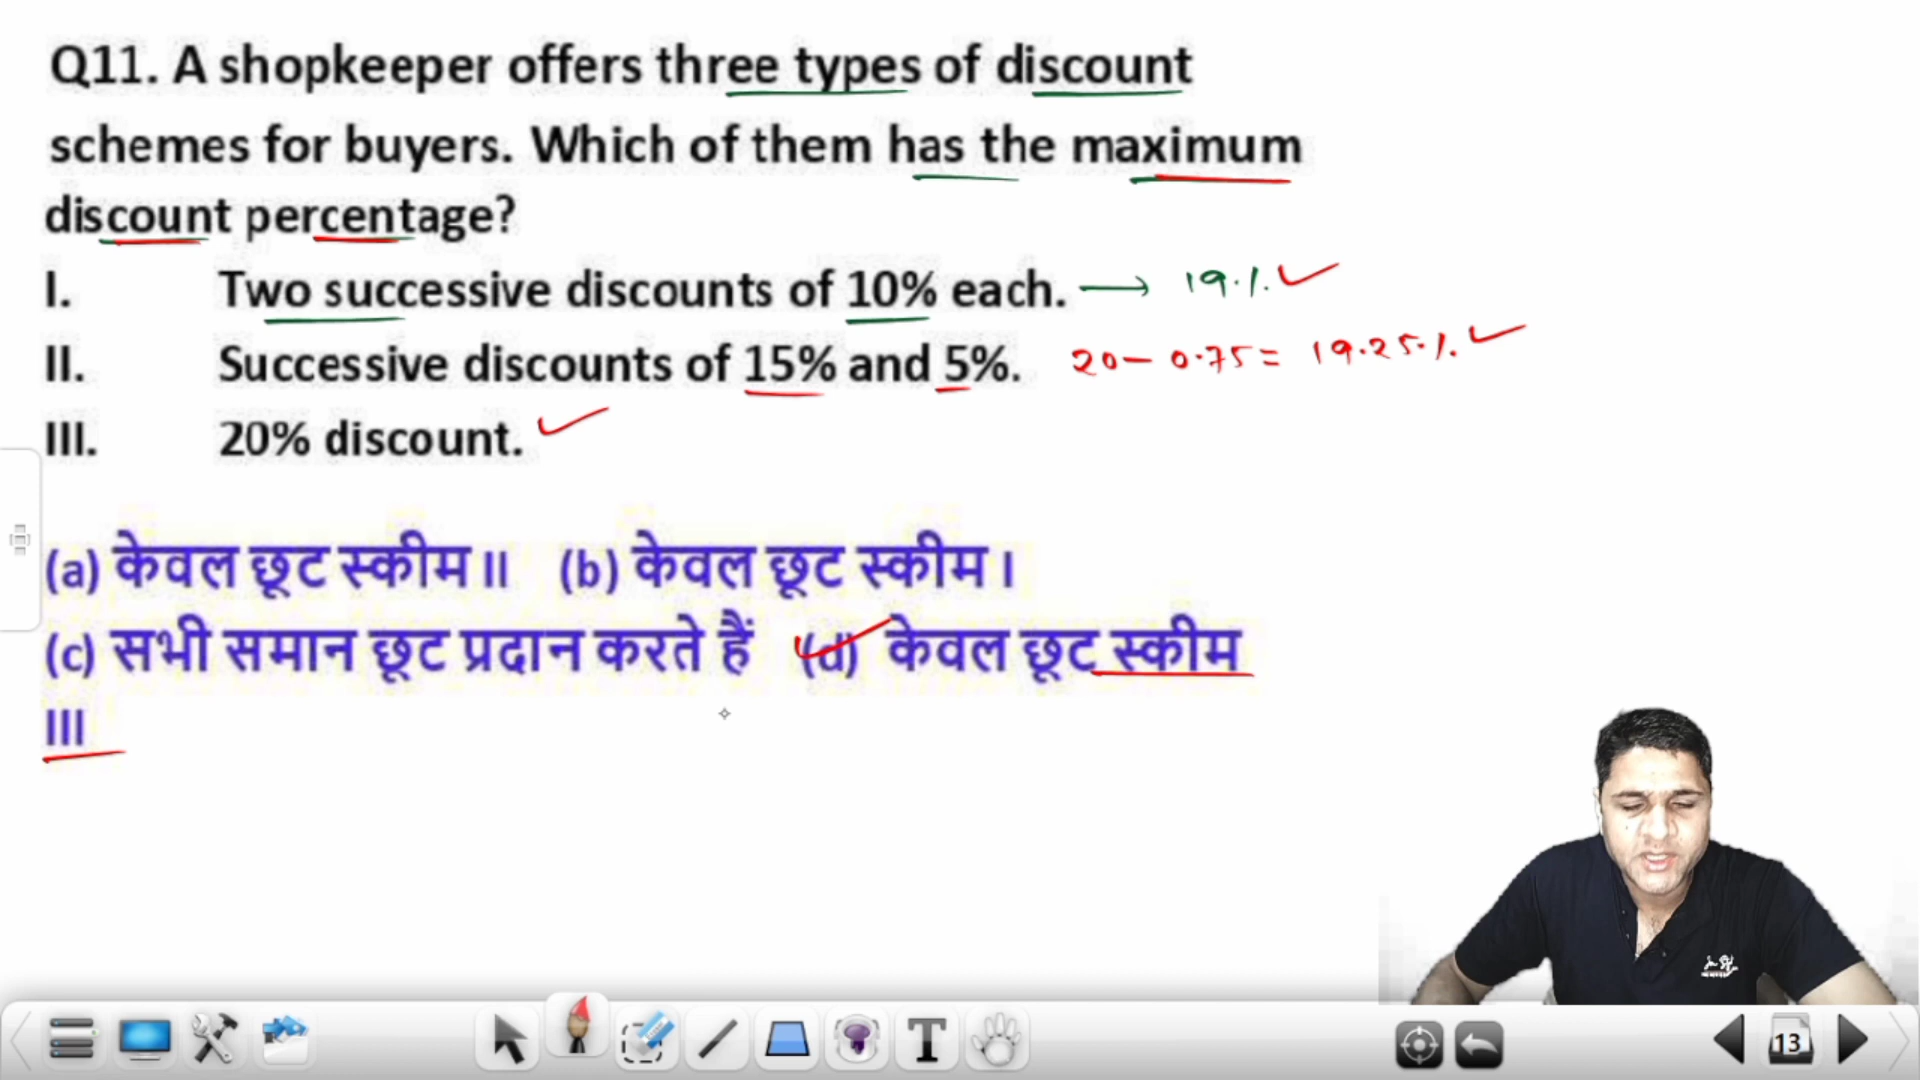 Q11. A shopkeeper offers three types of discount
schemes for buyers. Which of them has the maximum
discount percentage?
I. Two successive discounts of 10% each. → 19%
II. Successive discounts of 15% and 5%. 20 - 0.75 = 19.25%
III. 20% discount.
(a) केवल छूट स्कीम II (b) केवल छूट स्कीम I
(c) सभी समान छूट प्रदान करते हैं (d) केवल छूट स्कीम
III
T
13